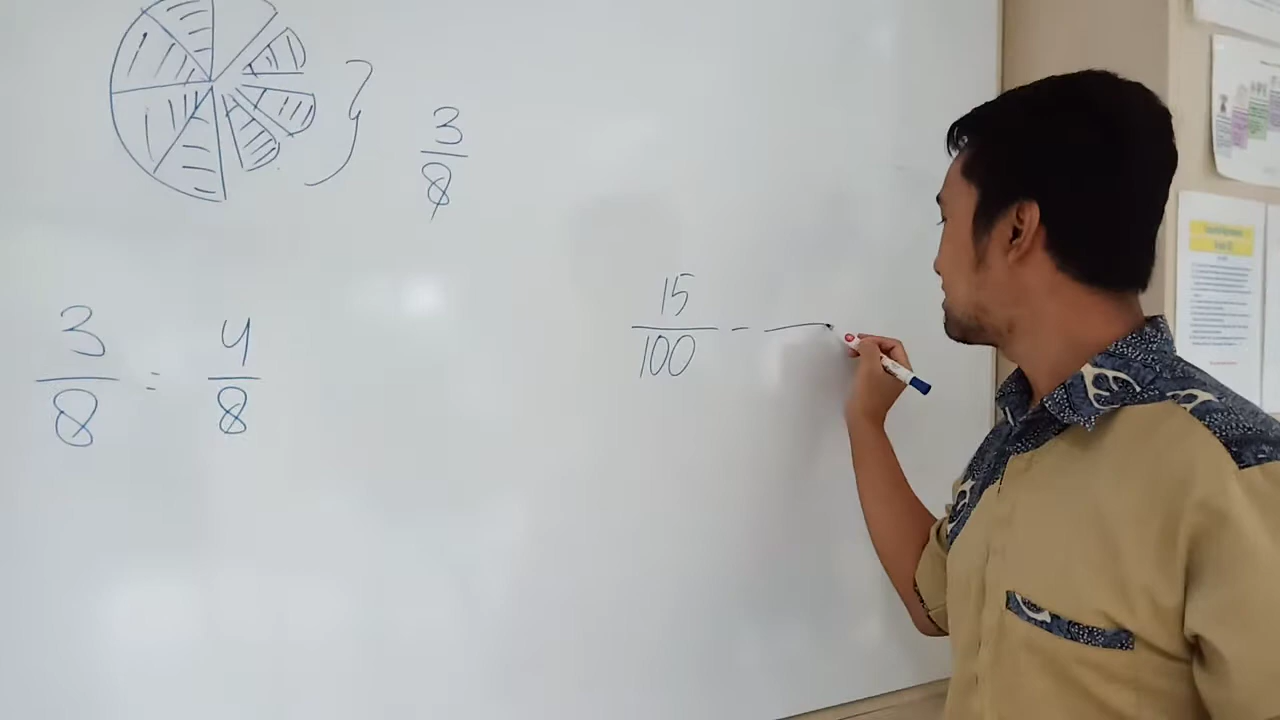 3/8
3/8 = 4/8
15/100 -